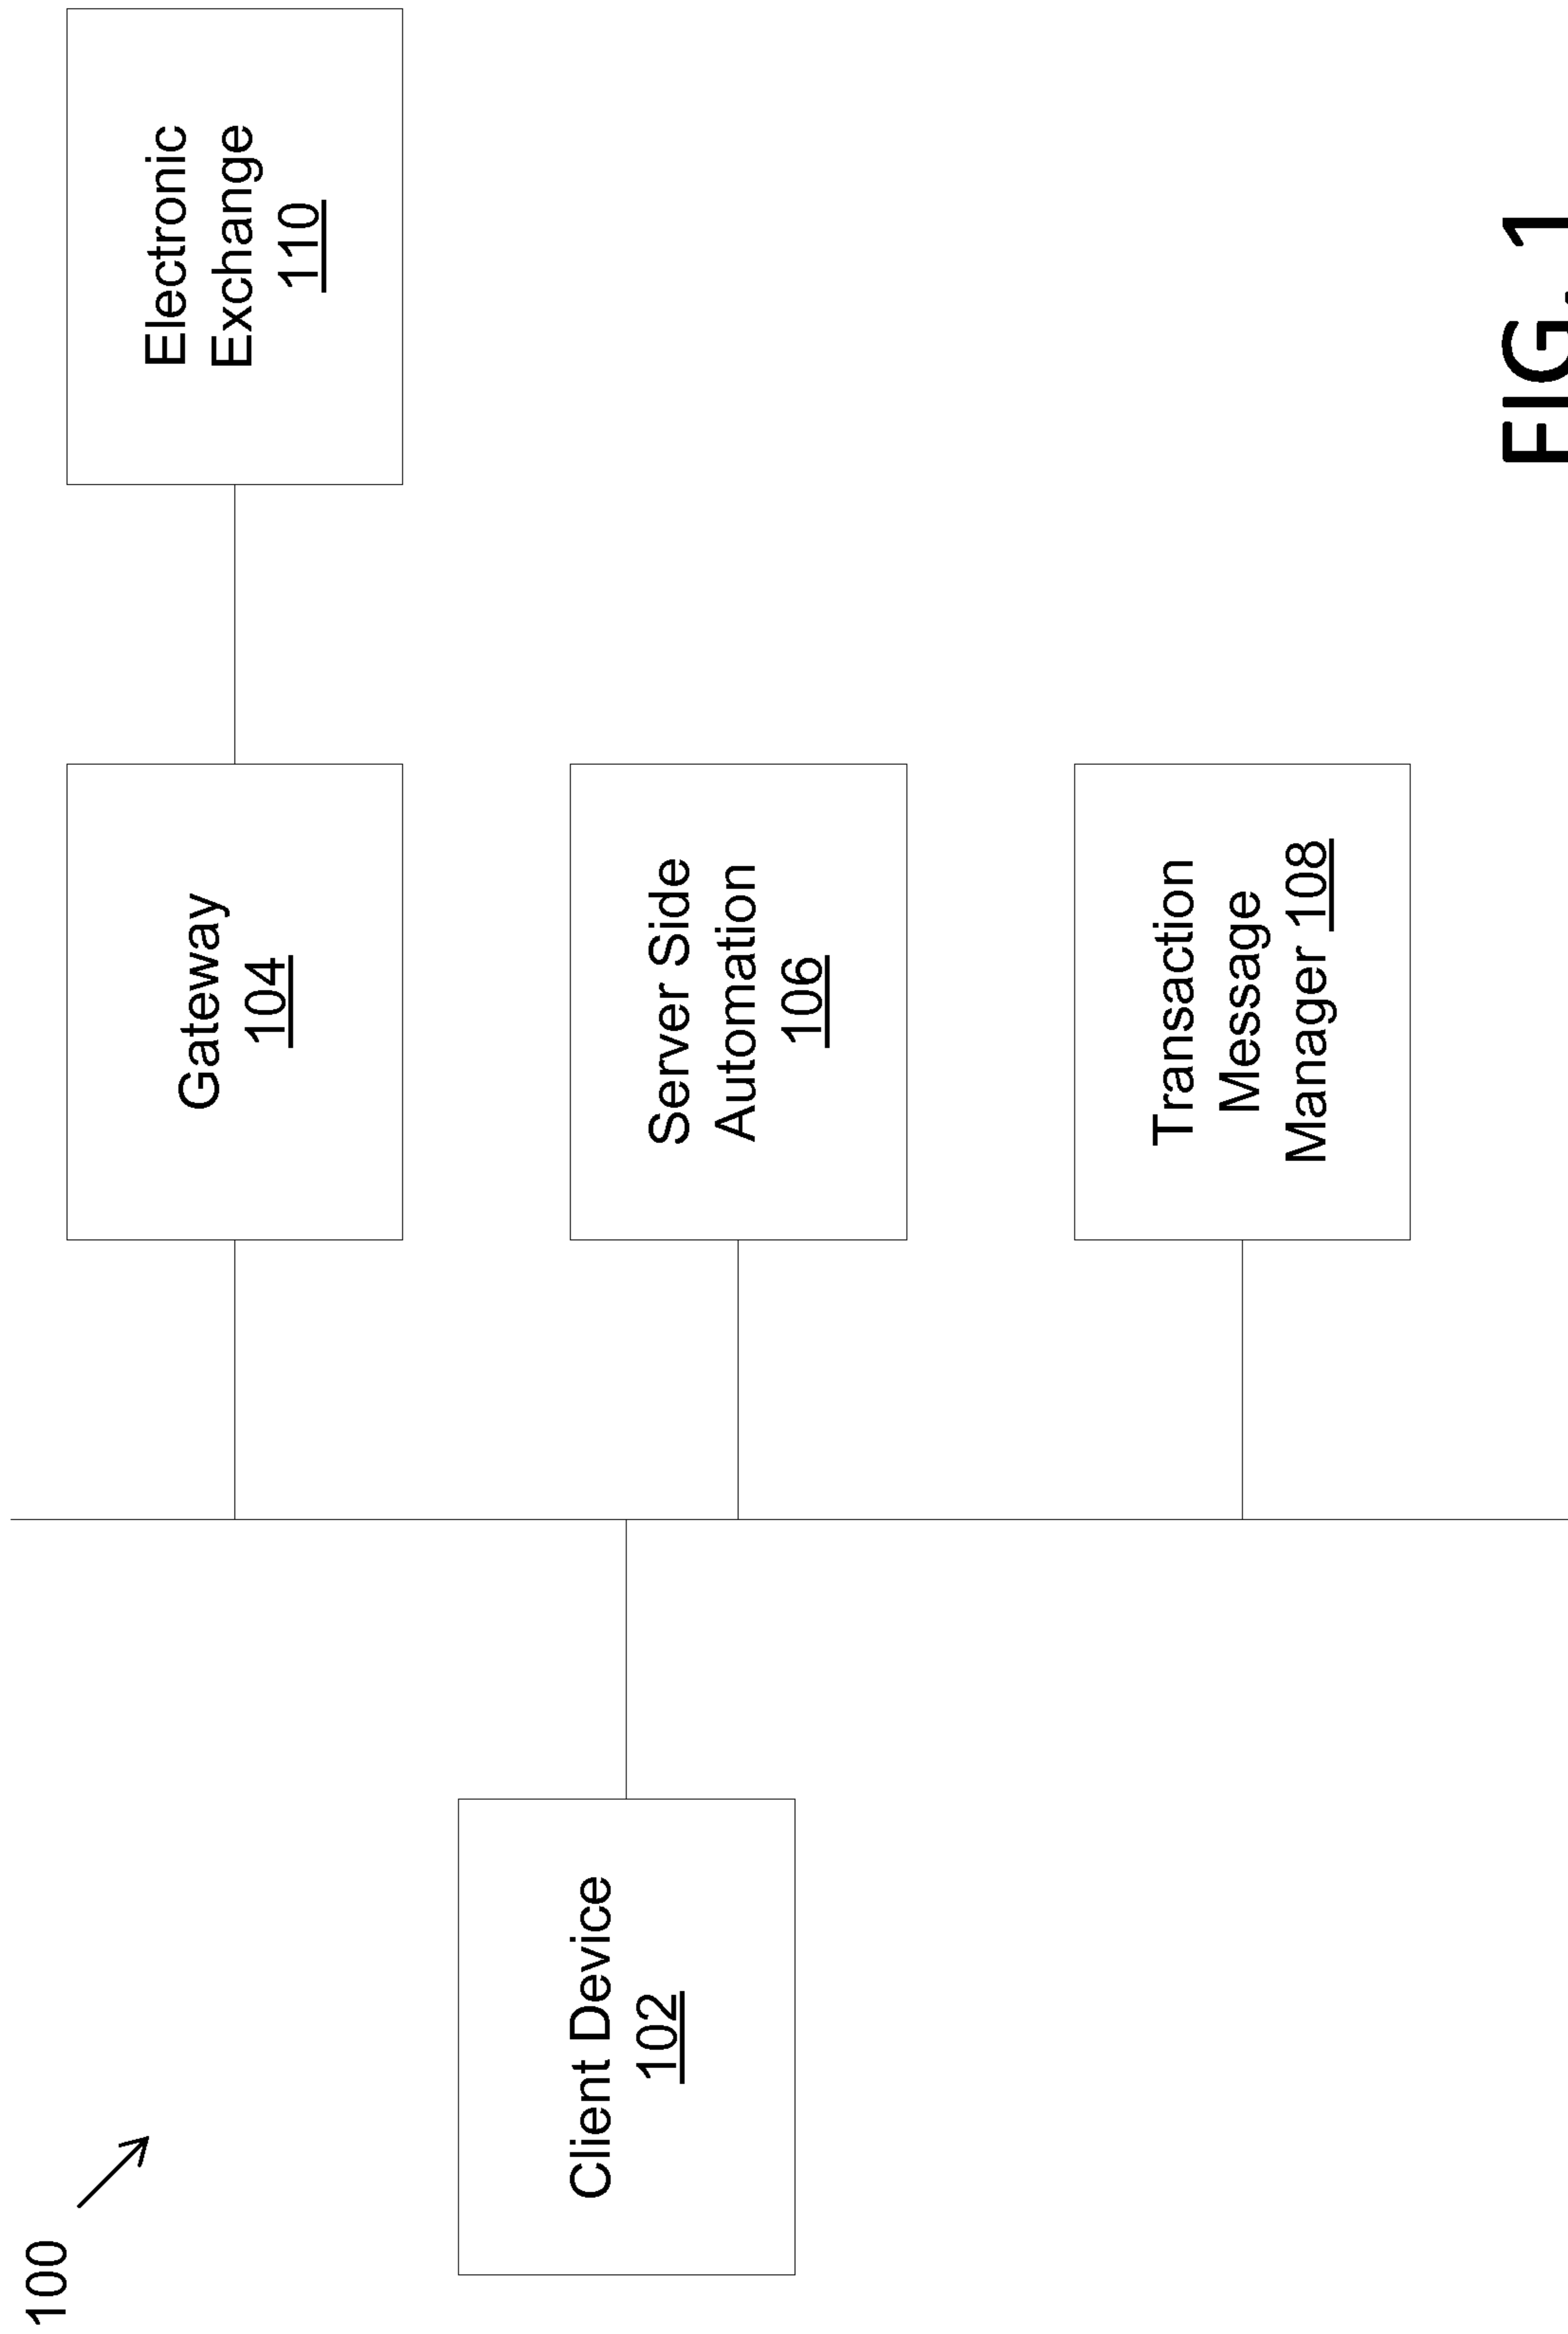 100
Client Device
102
Gateway
104
Server Side
Automation
106
Transaction
Message
Manager 108
Electronic
Exchange
110
FIG. 1